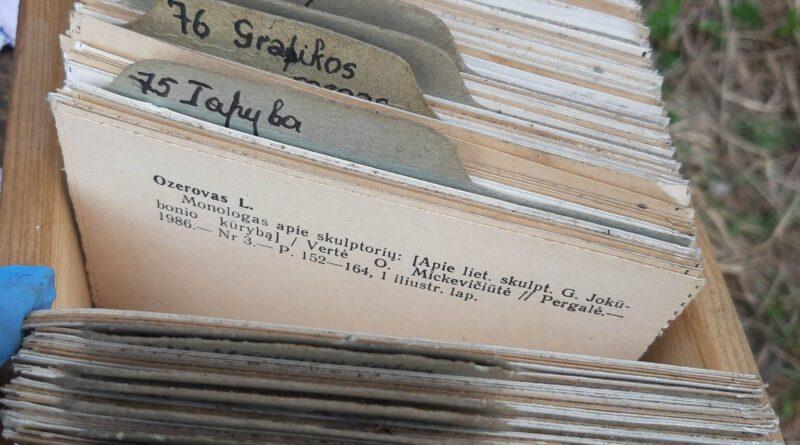 76 Grafikos
75 Tapyba
Ozerovas L.
Monologas apie skulptorių: [Apie liet. skulpt. G. Jokū-
bonio kūrybą] / Vertė O. Mickevičiūtė // Pergalė.—
1986.— Nr 3.— P. 152—164, 1 iliustr. lap.